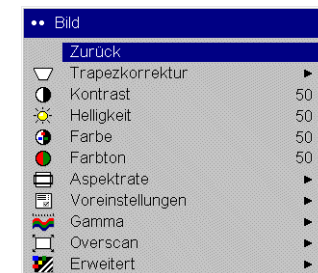 •• Bild
Zurück
Trapezkorrektur
Kontrast 50
Helligkeit 50
Farbe 50
Farbton 50
Aspektrate
Voreinstellungen
Gamma
Overscan
Erweitert